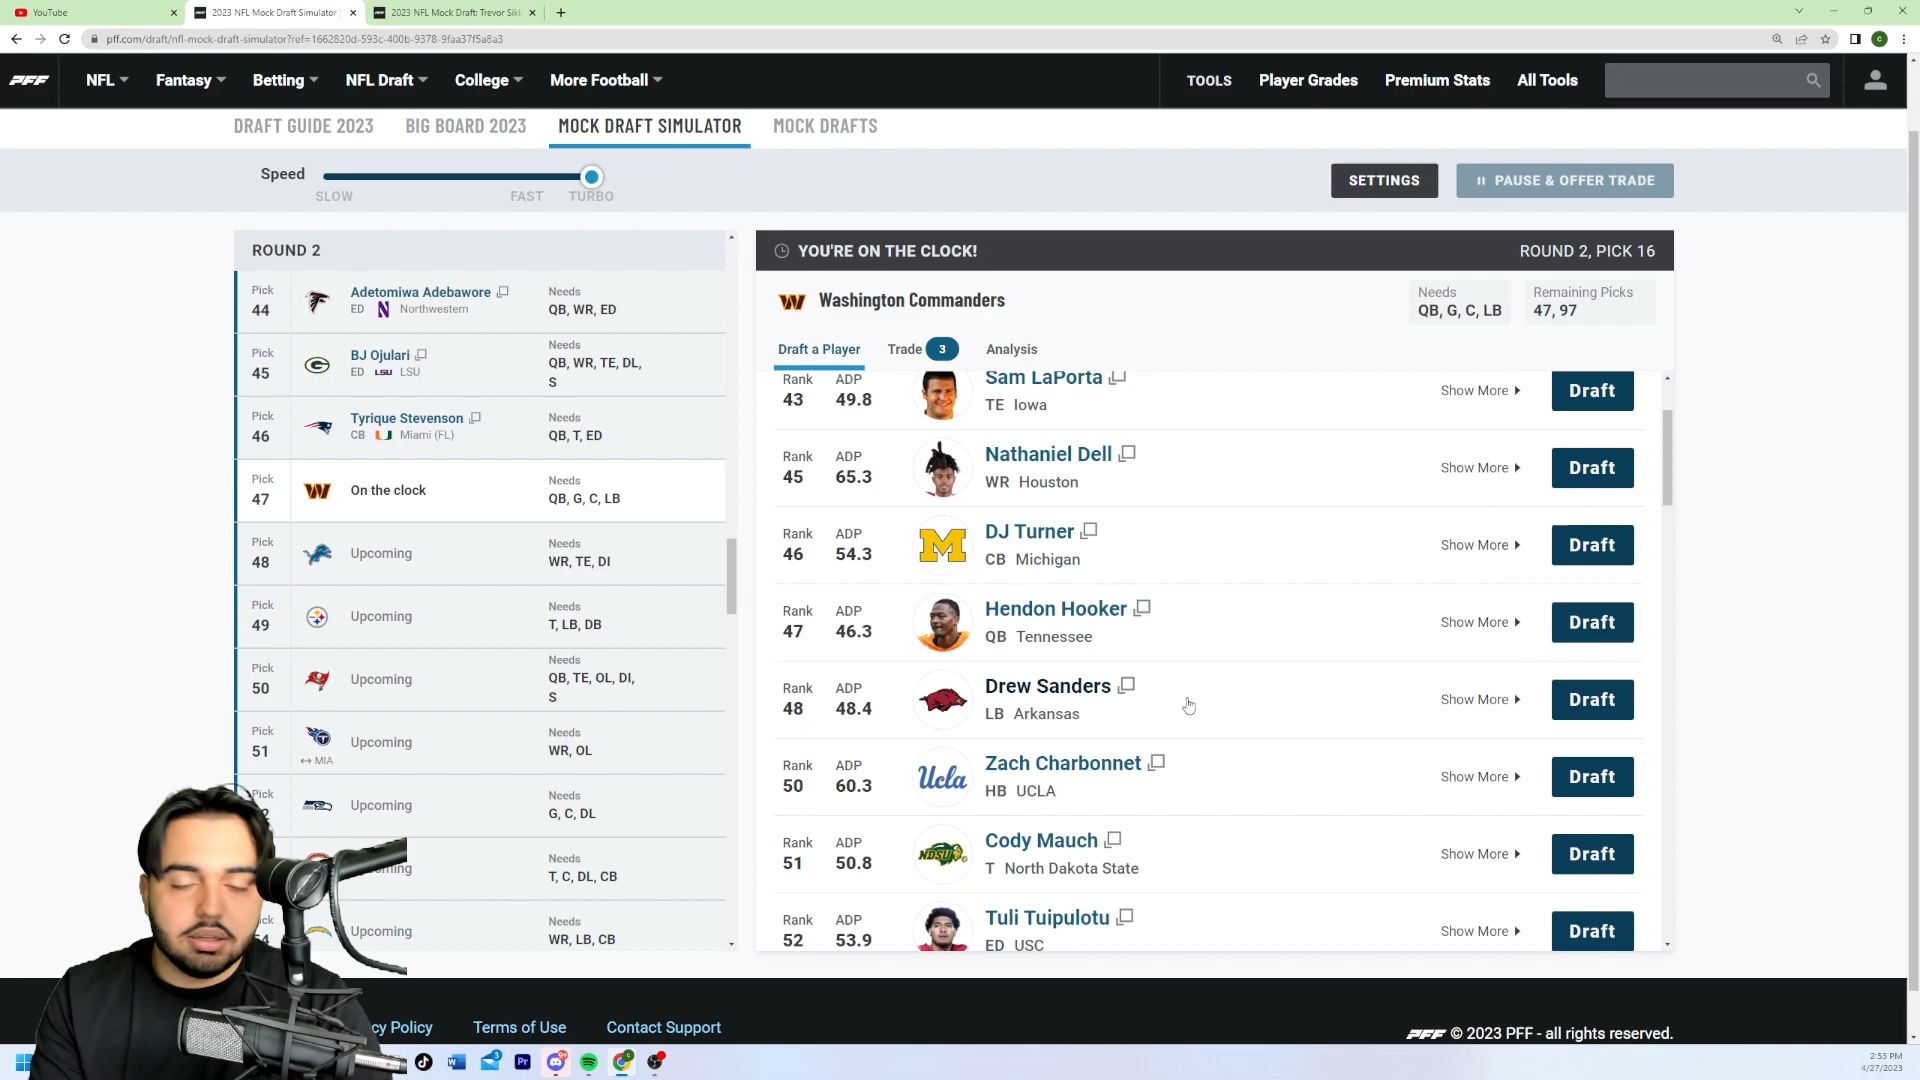 YouTube
2023 NFL Mock Draft Simulator
2023 NFL Mock Draft: Trevor Sik
pff.com/draft/nfl-mock-draft-simulator?ref=1662820d-593c-400b-9378-9faa37f5a8a3
PFF NFL Fantasy Betting NFL Draft College More Football TOOLS Player Grades Premium Stats All Tools
DRAFT GUIDE 2023 BIG BOARD 2023 MOCK DRAFT SIMULATOR MOCK DRAFTS
Speed
SLOW FAST TURBO
SETTINGS PAUSE & OFFER TRADE
ROUND 2
Pick 44 Adetomiwa Adebawore Needs
ED N Northwestern QB, WR, ED
Pick 45 BJ Ojulari Needs
ED LSU LSU QB, WR, TE, DL,
S
Pick 46 Tyrique Stevenson Needs
CB Miami (FL) QB, T, ED
Pick 47 On the clock Needs
QB, G, C, LB
Pick 48 Upcoming Needs
WR, TE, DI
Pick 49 Upcoming Needs
T, LB, DB
Pick 50 Upcoming Needs
QB, TE, OL, DI,
S
Pick 51 Upcoming Needs
MIA WR, OL
Pick Upcoming Needs
G, C, DL
Needs
T, C, DL, CB
Upcoming Needs
WR, LB, CB
YOU'RE ON THE CLOCK! ROUND 2, PICK 16
W Washington Commanders
Needs Remaining Picks
QB, G, C, LB 47, 97
Draft a Player Trade 3 Analysis
Rank ADP Sam LaPorta Show More Draft
43 49.8 TE Iowa
Rank ADP Nathaniel Dell Show More Draft
45 65.3 WR Houston
Rank ADP DJ Turner Show More Draft
46 54.3 M CB Michigan
Rank ADP Hendon Hooker Show More Draft
47 46.3 QB Tennessee
Rank ADP Drew Sanders Show More Draft
48 48.4 LB Arkansas
Rank ADP Zach Charbonnet Show More Draft
50 60.3 Ucla HB UCLA
Rank ADP Cody Mauch Show More Draft
51 50.8 NDSU T North Dakota State
Rank ADP Tuli Tuipulotu Show More Draft
52 53.9 ED USC
cy Policy Terms of Use Contact Support
PFF © 2023 PFF - all rights reserved.
2:53 PM
4/27/2023